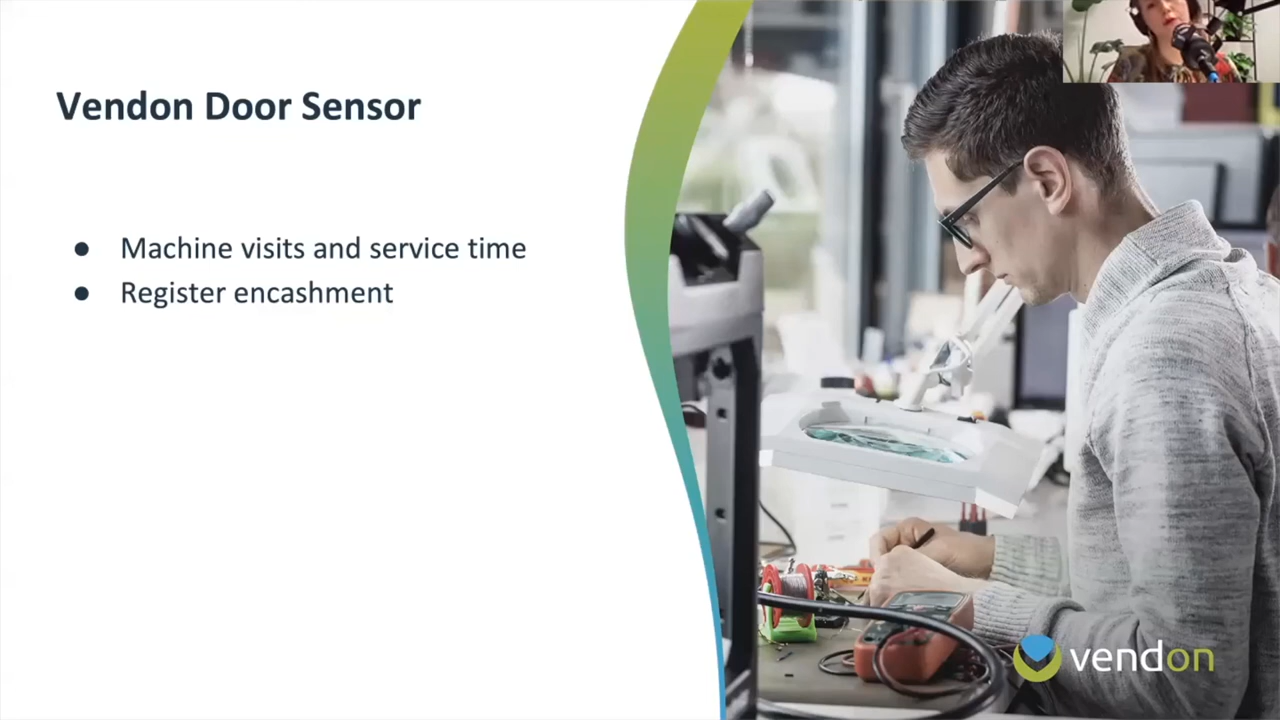 Vendon Door Sensor
● Machine visits and service time
● Register encashment
vendon